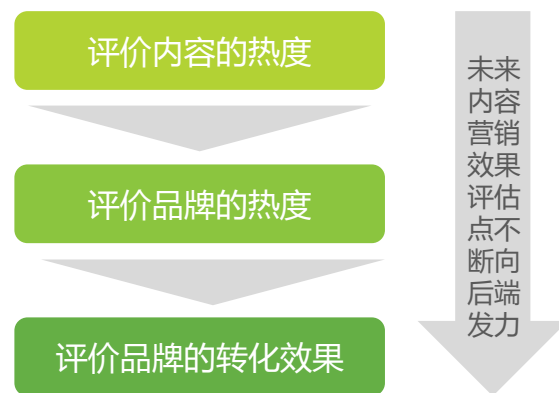 评价内容的热度
评价品牌的热度
评价品牌的转化效果
未来
内容
营销
效果
评估
点不
断向
后端
发力